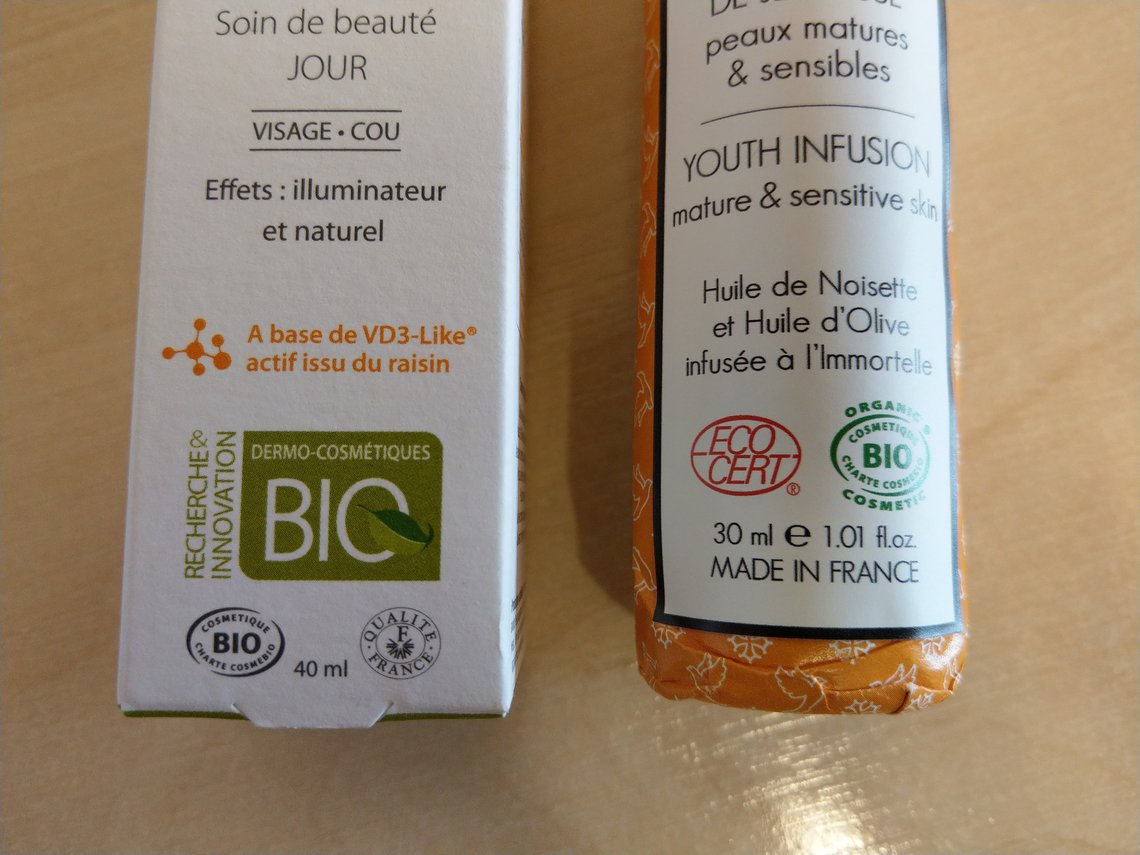 Soin de beauté
JOUR
VISAGE • COU
Effets : illuminateur
et naturel
A base de VD3-Like®
actif issu du raisin
RECHERCHE &
INNOVATION
DERMO-COSMÉTIQUES
BIO
COSMETIQUE
BIO
CHARTE COSMEBIO
40 ml
QUALITE
F
FRANCE
peaux matures
& sensibles
YOUTH INFUSION
mature & sensitive skin
Huile de Noisette
et Huile d'Olive
infusée à l'Immortelle
ECO
CERT®
ORGANIC
COSMETIQUE
BIO
CHARTE COSMEBIO
COSMETIC
30 ml e 1.01 fl.oz.
MADE IN FRANCE